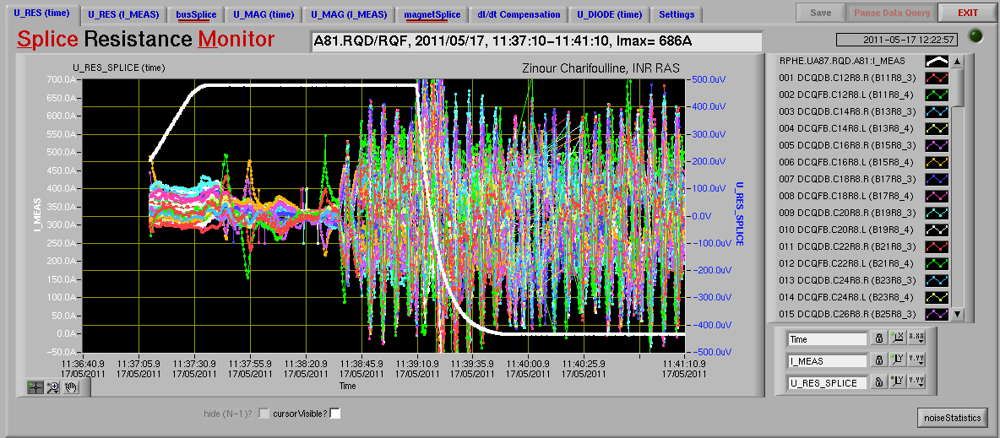 U_RES (time) U_RES (I_MEAS) busSplice U_MAG (time) U_MAG (I_MEAS) magnetSplice dI/dt Compensation U_DIODE (time) Settings Save Pause Data Query EXIT
Splice Resistance Monitor
A81.RQD/RQF, 2011/05/17, 11:37:10-11:41:10, Imax= 686A
2011-05-17 12:22:57
U_RES_SPLICE (time)
Zinour Charifoulline, INR RAS
700.0A
650.0A
600.0A
550.0A
500.0A
450.0A
400.0A
350.0A
300.0A
250.0A
200.0A
150.0A
100.0A
50.0A
0.0A
-50.0A
I_MEAS
500.0uV
400.0uV
300.0uV
200.0uV
100.0uV
0.0V
-100.0uV
-200.0uV
-300.0uV
-400.0uV
-500.0uV
U_RES_SPLICE
11:36:40.9 11:37:05.9 11:37:30.9 11:37:55.9 11:38:20.9 11:38:45.9 11:39:10.9 11:39:35.9 11:40:00.9 11:40:25.9 11:41:10.9
17/05/2011 17/05/2011 17/05/2011 17/05/2011 17/05/2011 17/05/2011 17/05/2011 17/05/2011 17/05/2011 17/05/2011 17/05/2011
Time
RPHE.UA87.RQD.A81:I_MEAS
001 DCQDB.C12R8.R (B11R8_3)
002 DCQFB.C12R8.L (B11R8_4)
003 DCQDB.C14R8.R (B13R8_3)
004 DCQFB.C14R8.L (B13R8_4)
005 DCQDB.C16R8.R (B15R8_3)
006 DCQFB.C16R8.L (B15R8_4)
007 DCQDB.C18R8.R (B17R8_3)
008 DCQFB.C18R8.L (B17R8_4)
009 DCQDB.C20R8.R (B19R8_3)
010 DCQFB.C20R8.L (B19R8_4)
011 DCQDB.C22R8.R (B21R8_3)
012 DCQFB.C22R8.L (B21R8_4)
013 DCQDB.C24R8.R (B23R8_3)
014 DCQFB.C24R8.L (B23R8_4)
015 DCQDB.C26R8.R (B25R8_3)
Time X X.XX
I_MEAS Y Y.YY
U_RES_SPLICE Y Y.YY
hide (N-1)? cursorVisible?
noiseStatistics